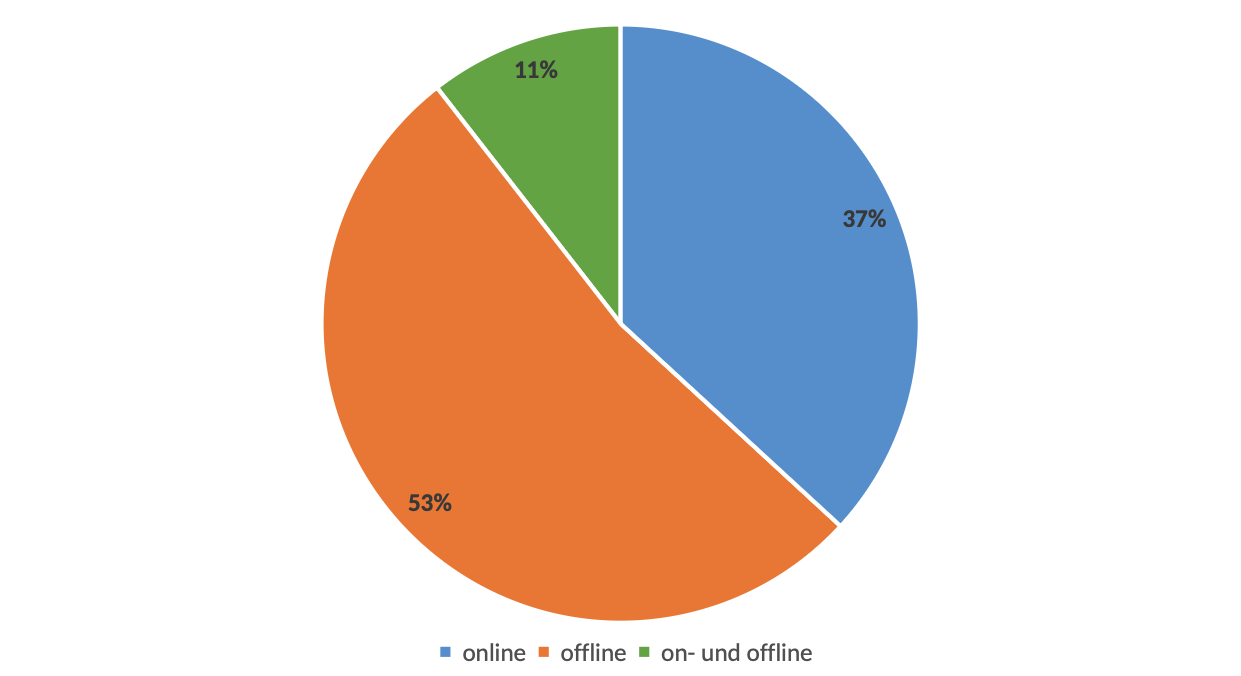 11%
37%
53%
online offline on- und offline